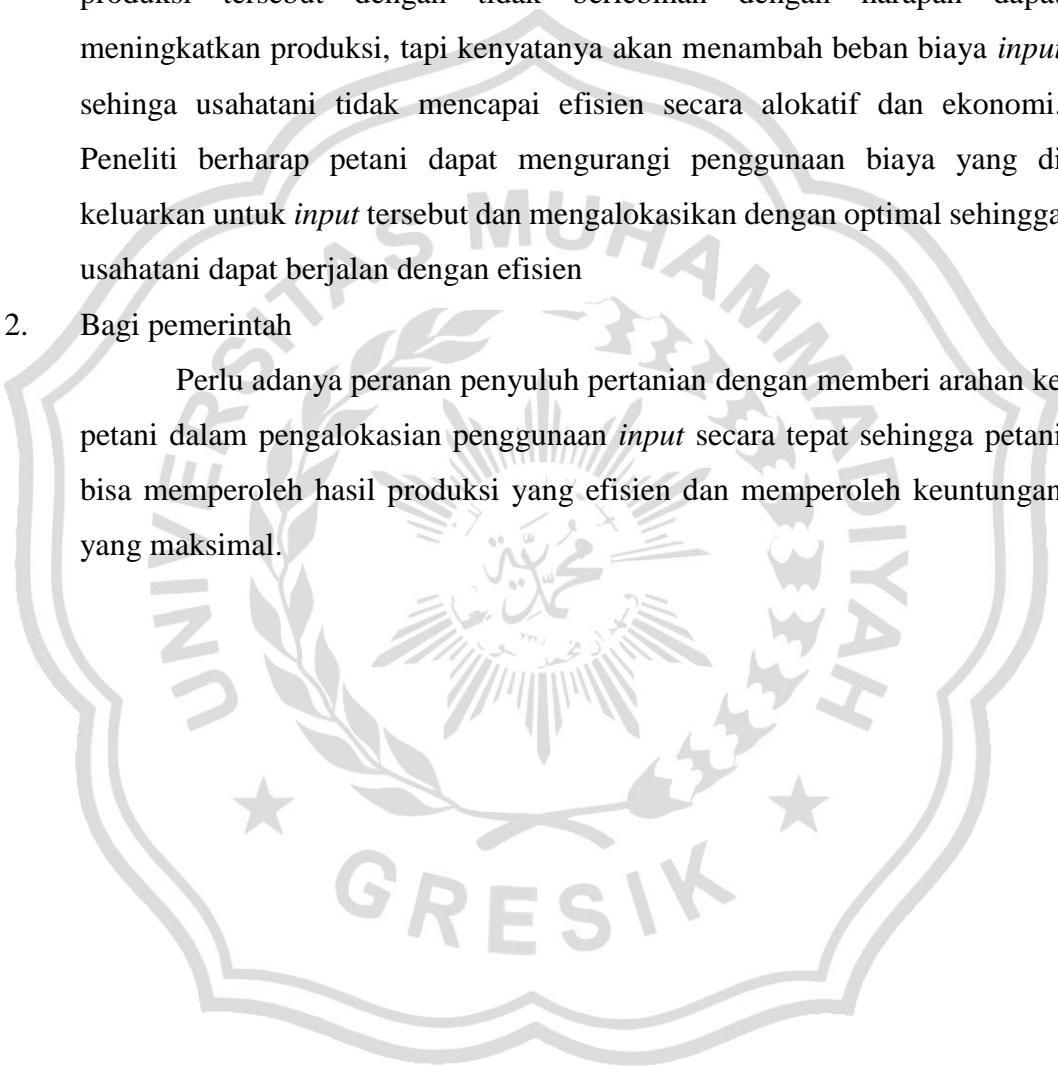 produksi tersebut dengan tidak berlebihan dengan harapan dapat
meningkatkan produksi, tapi kenyatanya akan menambah beban biaya input
sehinga usahatani tidak mencapai efisien secara alokatif dan ekonomi.
Peneliti berharap petani dapat mengurangi penggunaan biaya yang di
keluarkan untuk input tersebut dan mengalokasikan dengan optimal sehingga
usahatani dapat berjalan dengan efisien
2. Bagi pemerintah
Perlu adanya peranan penyuluh pertanian dengan memberi arahan ke
petani dalam pengalokasian penggunaan input secara tepat sehingga petani
bisa memperoleh hasil produksi yang efisien dan memperoleh keuntungan
yang maksimal.
UNIVERSITAS MUHAMMADIYAH
GRESIK